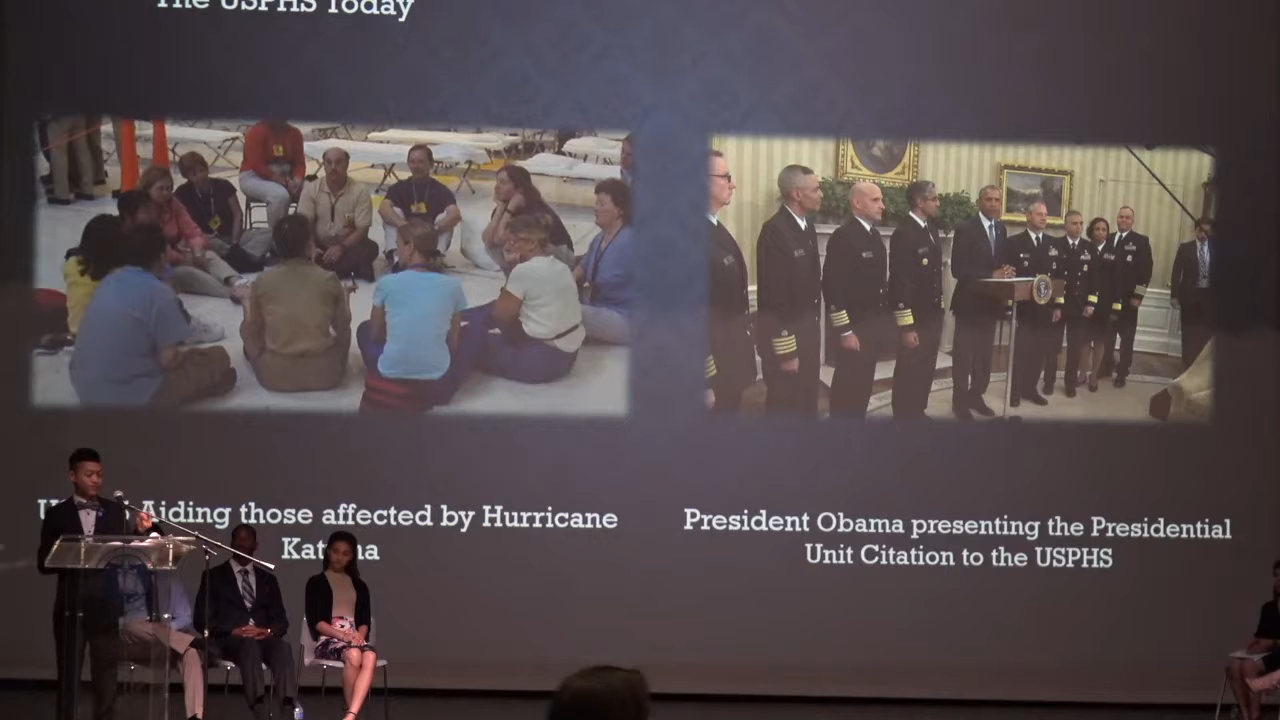 The USPHS Today
Aiding those affected by Hurricane
President Obama presenting the Presidential
Unit Citation to the USPHS